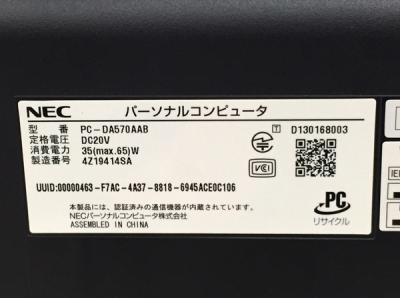 NEC パーソナルコンピュータ
型 番 PC-DA570AAB
定格電圧 DC20V
消費電力 35(max.65)W
製造番号 4Z19414SA
T D130168003
VCCI
UUID:00000463-F7AC-4A37-8818-6945ACE0C106
本製品には、認証済みの通信機器が内蔵されています。
NECパーソナルコンピュータ株式会社
ASSEMBLED IN CHINA
PC
リサイクル